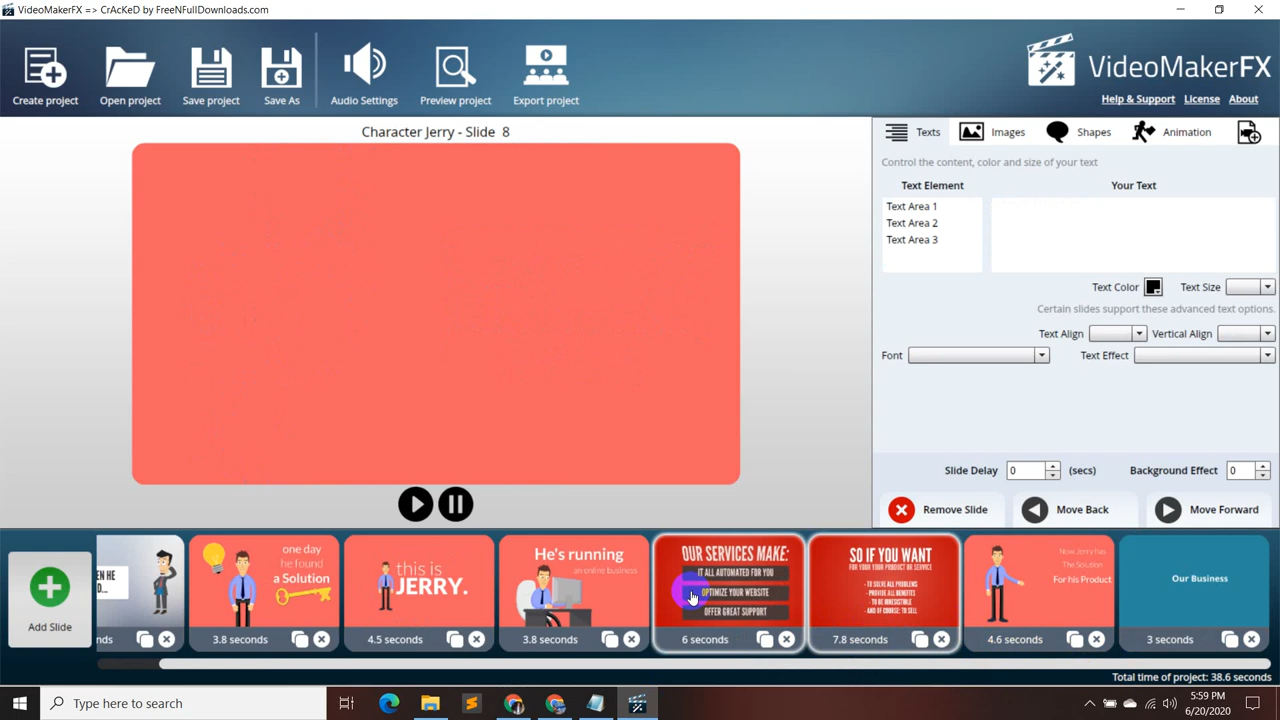 VideoMakerFX => CrAcKeD by FreeNFullDownloads.com
Create project
Open project
Save project
Save As
Audio Settings
Preview project
Export project
VideoMakerFX
Help & Support License About
Character Jerry - Slide 8
Texts
Images
Shapes
Animation
Control the content, color and size of your text
Text Element
Your Text
Text Area 1
Text Area 2
Text Area 3
Text Color
Text Size
Certain slides support these advanced text options.
Text Align
Vertical Align
Font
Text Effect
Slide Delay 0 (secs)
Background Effect 0
Remove Slide
Move Back
Move Forward
Add Slide
one day
he found
a Solution
3.8 seconds
this is
JERRY.
4.5 seconds
He's running
an online business
3.8 seconds
OUR SERVICES MAKE:
IT ALL AUTOMATED FOR YOU
OPTIMIZE YOUR WEBSITE
OFFER GREAT SUPPORT
6 seconds
SO IF YOU WANT
FOR YOUR PRODUCT OR SERVICE
- TO SOLVE ALL PROBLEMS
- PROVIDE ALL BENEFITS
- TO BE IRRESISTIBLE
- AND OF COURSE: TO SELL
7.8 seconds
Now Jerry has
The Solution
For his Product
4.6 seconds
Our Business
3 seconds
Total time of project: 38.6 seconds
Type here to search
5:59 PM
6/20/2020